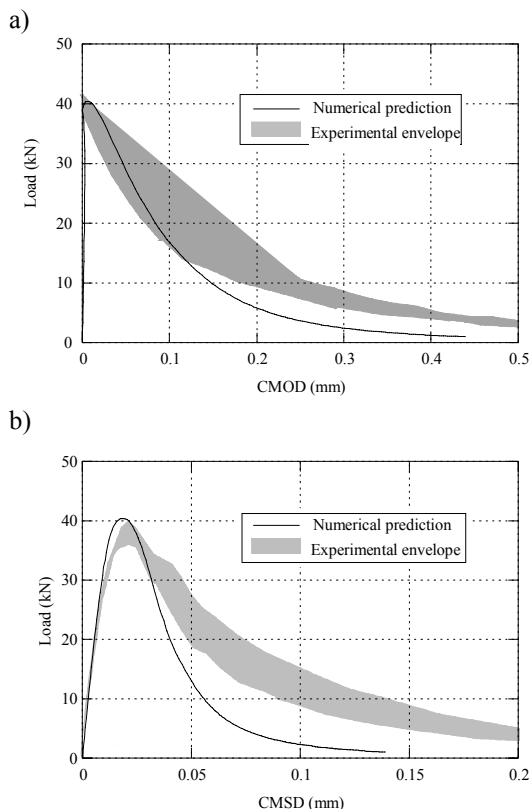 a)
50
40
30
20
10
0
Load (kN)
Numerical prediction
Experimental envelope
0 0.1 0.2 0.3 0.4 0.5
CMOD (mm)
b)
50
40
30
20
10
0
Load (kN)
Numerical prediction
Experimental envelope
0 0.05 0.1 0.15 0.2
CMSD (mm)